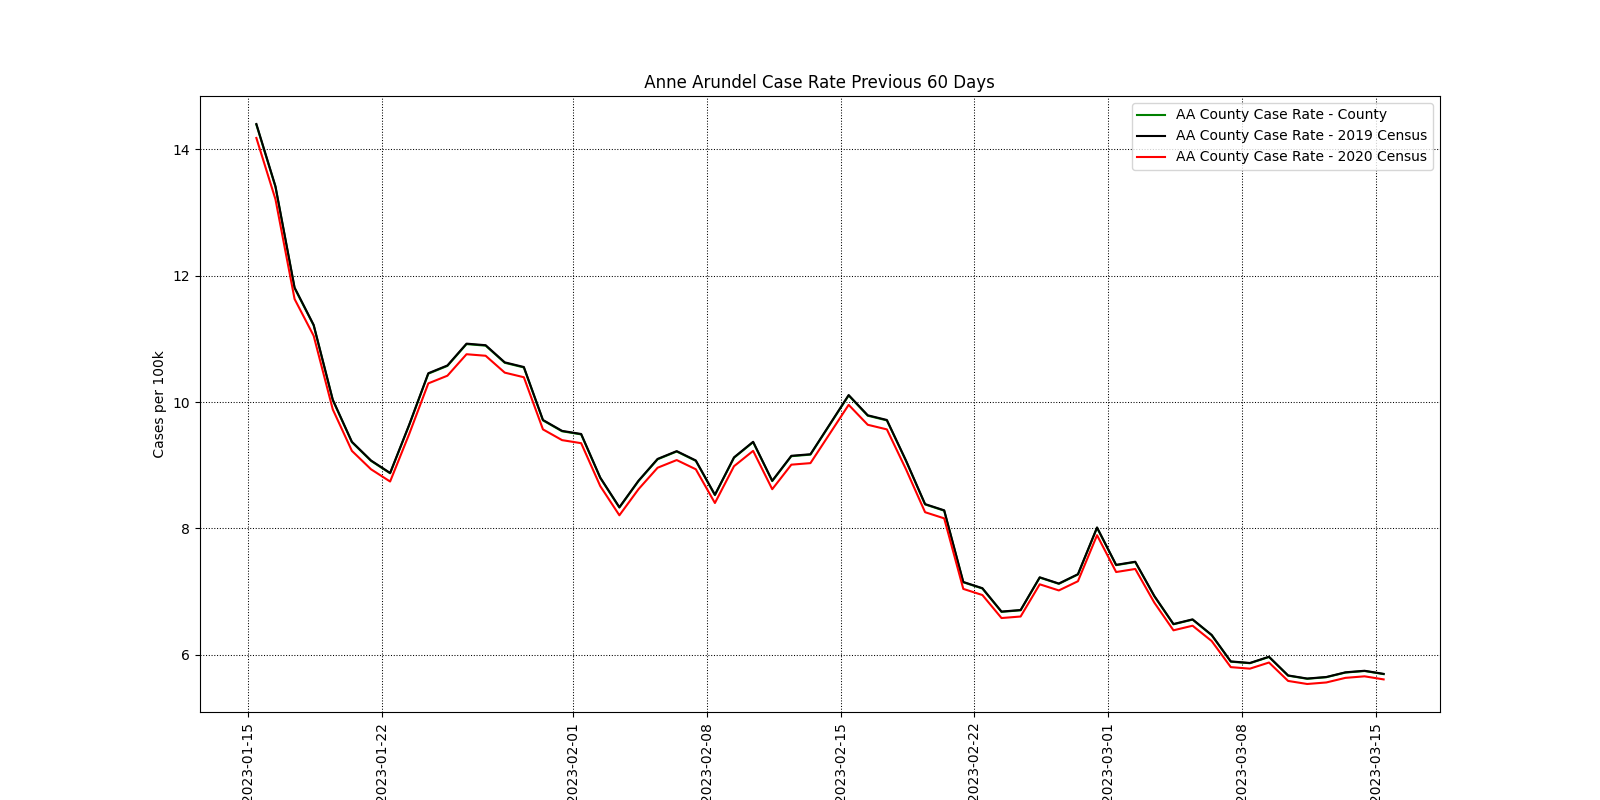 Anne Arundel Case Rate Previous 60 Days
AA County Case Rate - County
AA County Case Rate - 2019 Census
AA County Case Rate - 2020 Census
Cases per 100k
14
12
10
8
6
2023-01-15
2023-01-22
2023-02-01
2023-02-08
2023-02-15
2023-02-22
2023-03-01
2023-03-08
2023-03-15